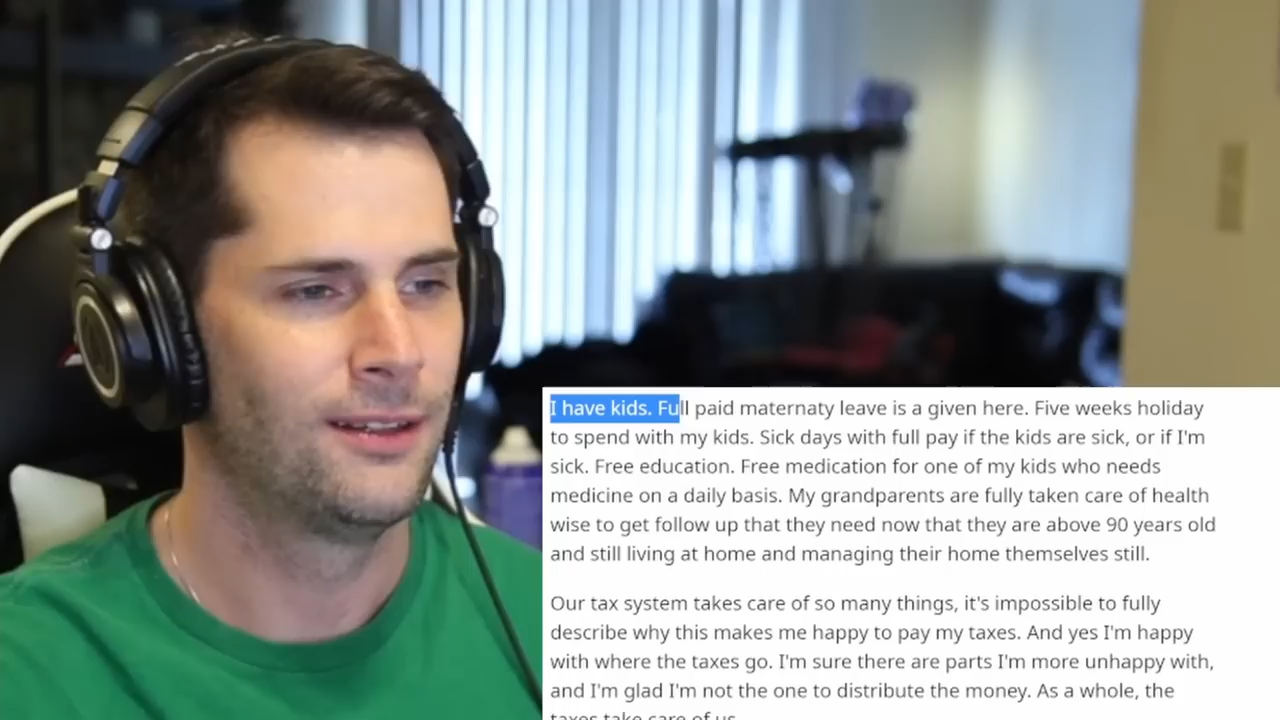 I have kids. Full paid maternaty leave is a given here. Five weeks holiday
to spend with my kids. Sick days with full pay if the kids are sick, or if I'm
sick. Free education. Free medication for one of my kids who needs
medicine on a daily basis. My grandparents are fully taken care of health
wise to get follow up that they need now that they are above 90 years old
and still living at home and managing their home themselves still.
Our tax system takes care of so many things, it's impossible to fully
describe why this makes me happy to pay my taxes. And yes I'm happy
with where the taxes go. I'm sure there are parts I'm more unhappy with,
and I'm glad I'm not the one to distribute the money. As a whole, the
taxes take care of us